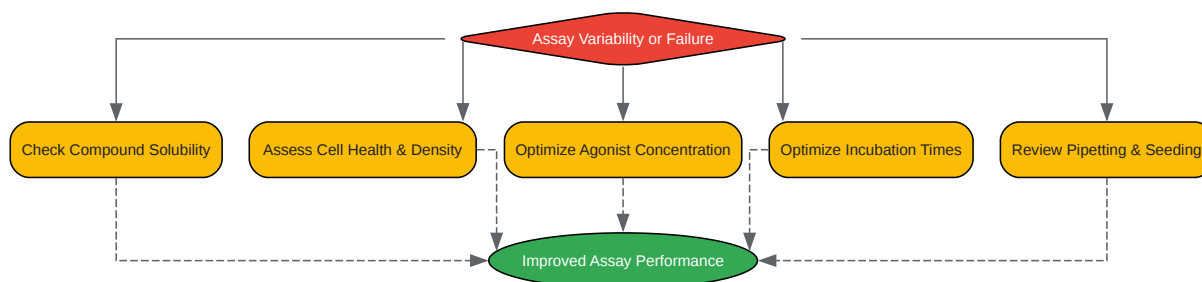 Assay Variability or Failure
Check Compound Solubility
Assess Cell Health & Density
Optimize Agonist Concentration
Optimize Incubation Times
Review Pipetting & Seeding
Improved Assay Performance